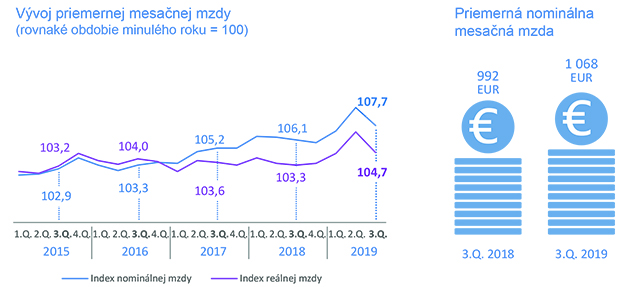 Vývoj priemernej mesačnej mzdy
(rovnaké obdobie minulého roku = 100)
107,7
106,1
105,2
104,0
103,2
104,7
103,6
103,3
103,3
102,9
1.Q. 2.Q. 3.Q. 4.Q. 1.Q. 2.Q. 3.Q. 4.Q. 1.Q. 2.Q. 3.Q. 4.Q. 1.Q. 2.Q. 3.Q. 4.Q. 1.Q. 2.Q. 3.Q.
2015 2016 2017 2018 2019
Index nominálnej mzdy Index reálnej mzdy
Priemerná nominálna
mesačná mzda
992
EUR
€
3.Q. 2018
1 068
EUR
€
3.Q. 2019